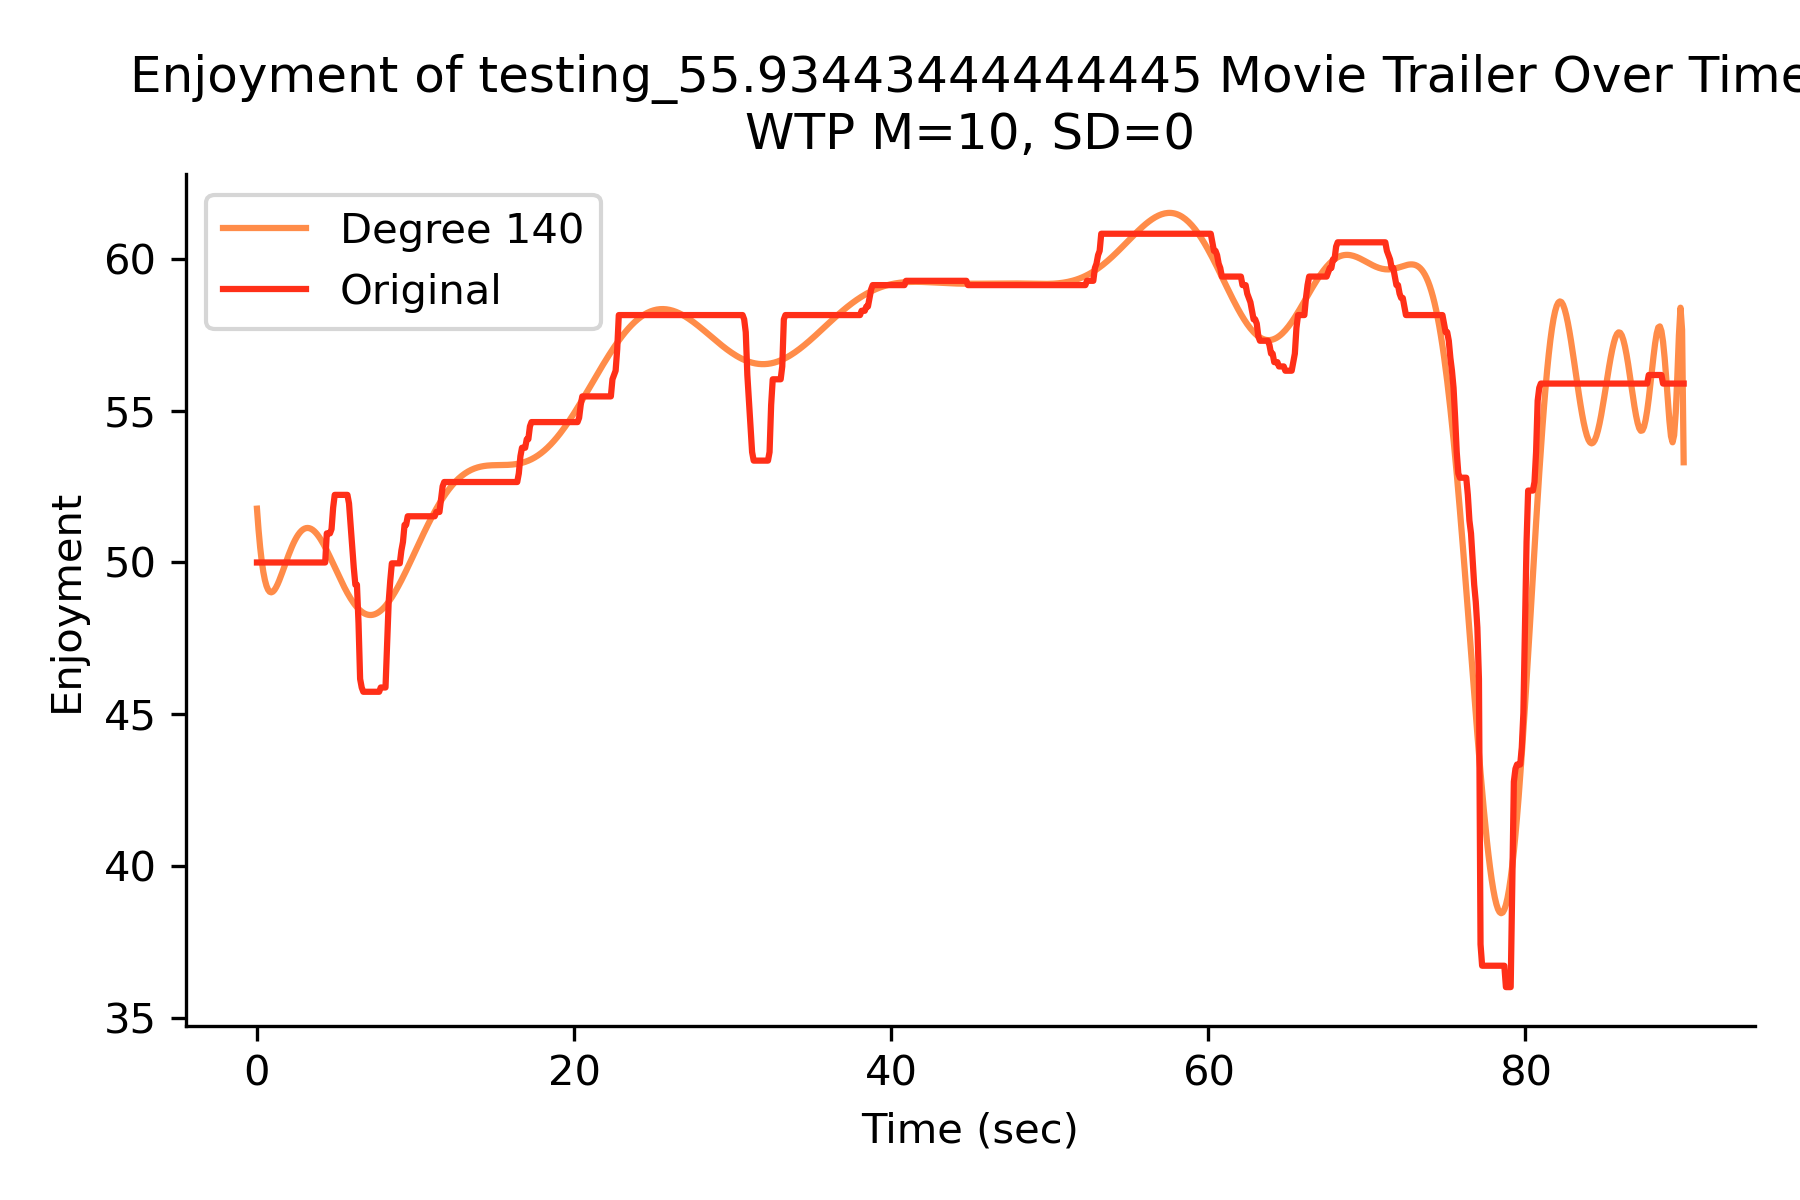 Enjoyment of testing_55.93443444444445 Movie Trailer Over Time
WTP M=10, SD=0
Degree 140
Original
Enjoyment
60
55
50
45
40
35
0 20 40 60 80
Time (sec)